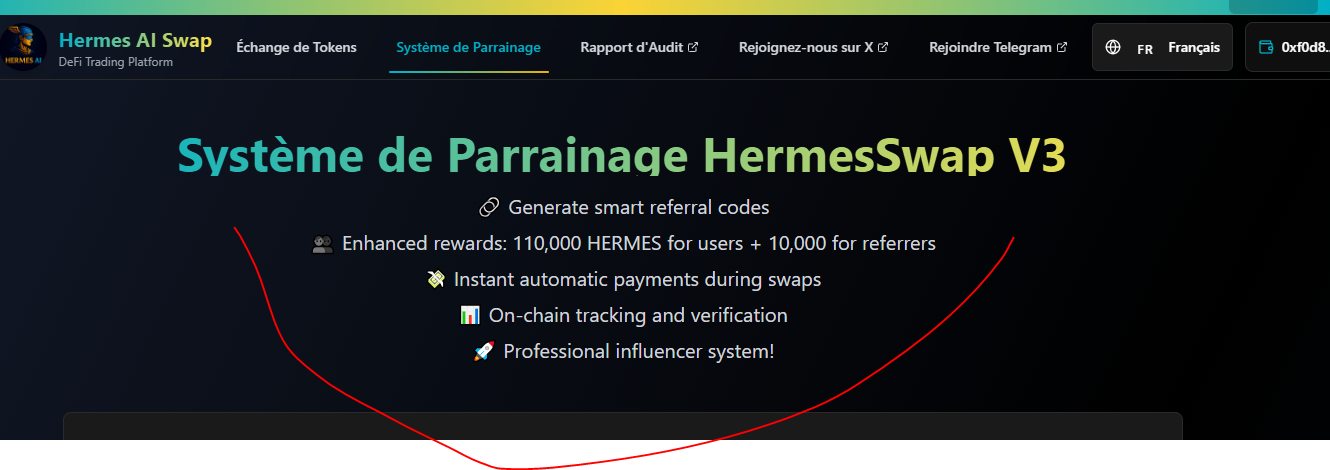 Hermes AI Swap
DeFi Trading Platform
HERMES AI
Échange de Tokens
Système de Parrainage
Rapport d'Audit
Rejoignez-nous sur X
Rejoindre Telegram
FR Français
0xf0d8..
Système de Parrainage HermesSwap V3
Generate smart referral codes
Enhanced rewards: 110,000 HERMES for users + 10,000 for referrers
Instant automatic payments during swaps
On-chain tracking and verification
Professional influencer system!